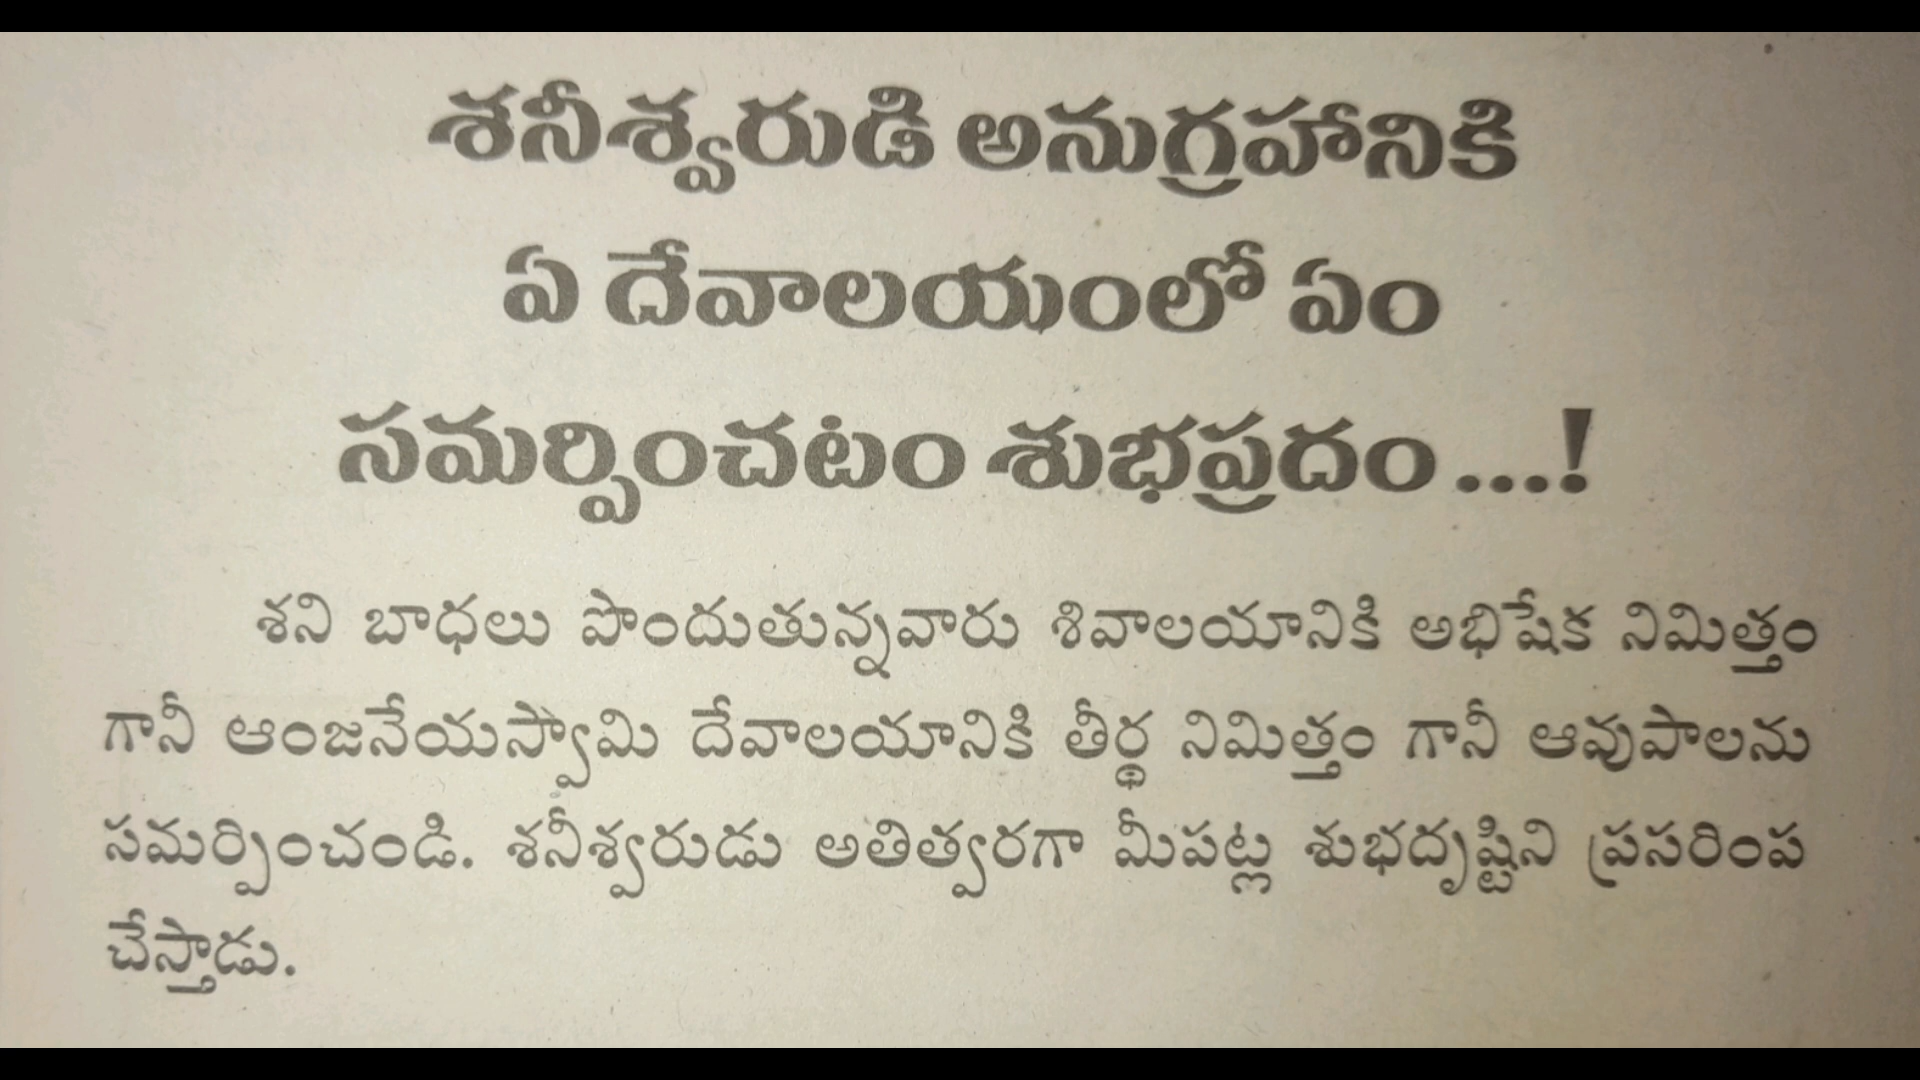 శనీశ్వరుడి అనుగ్రహానికి
ఏ దేవాలయంలో ఏం
సమర్పించటం శుభప్రదం....!
శని బాధలు పొందుతున్నవారు శివాలయానికి అభిషేక నిమిత్తం
గానీ ఆంజనేయస్వామి దేవాలయానికి తీర్థ నిమిత్తం గానీ ఆవుపాలను
సమర్పించండి. శనీశ్వరుడు అతిత్వరగా మీపట్ల శుభదృష్టిని ప్రసరింప
చేస్తాడు.